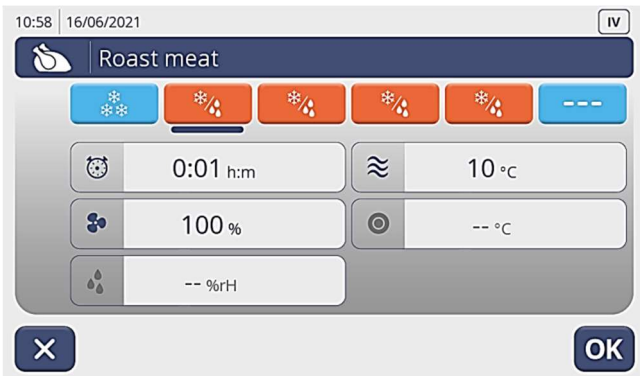 10:58 16/06/2021 IV
Roast meat
---
0:01 h:m
10 °C
100 %
-- °C
-- %rH
X OK